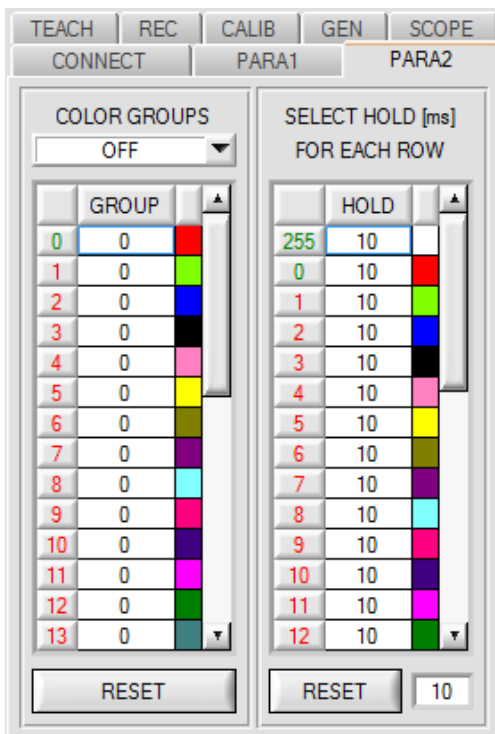 TEACH REC CALIB GEN SCOPE
CONNECT PARA1 PARA2
COLOR GROUPS
OFF
GROUP
0 0
1 0
2 0
3 0
4 0
5 0
6 0
7 0
8 0
9 0
10 0
11 0
12 0
13 0
RESET
SELECT HOLD [ms]
FOR EACH ROW
HOLD
255 10
0 10
1 10
2 10
3 10
4 10
5 10
6 10
7 10
8 10
9 10
10 10
11 10
12 10
RESET 10